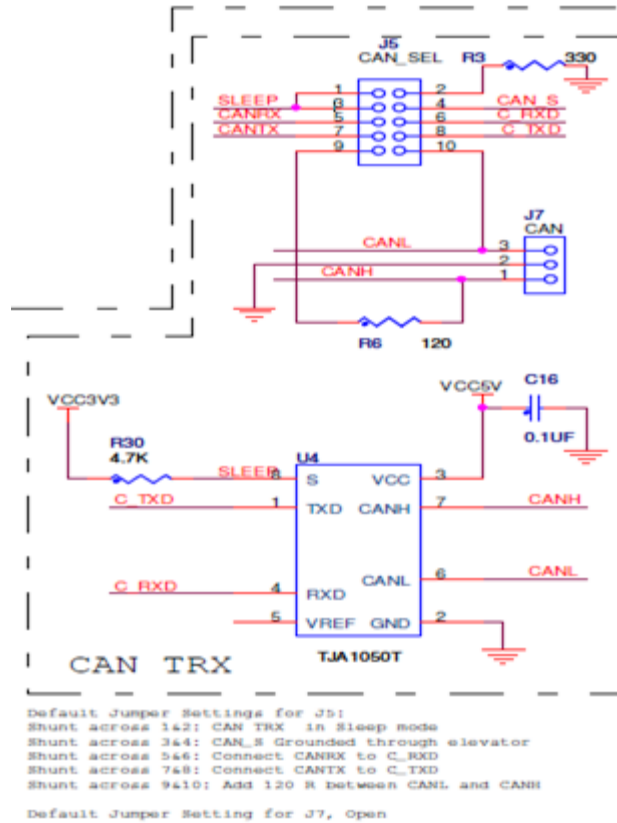 J5
CAN_SEL
R3
330
1
2
SLEEP
3
4
CAN_S
CANRX
5
6
C_RXD
CANTX
7
8
C_TXD
9
10
J7
CAN
CANL
3
2
CANH
1
R6
120
VCC3V3
VCC5V
C16
0.1UF
R30
4.7K
SLEEP
8
U4
S
VCC
3
C_TXD
1
TXD
CANH
7
CANH
C_RXD
4
RXD
CANL
6
CANL
5
VREF
GND
2
TJA1050T
CAN TRX
Default Jumper Settings for J5:
Shunt across 1&2: CAN TRX in Sleep mode
Shunt across 3&4: CAN_S Grounded through elevator
Shunt across 5&6: Connect CANRX to C_RXD
Shunt across 7&8: Connect CANTX to C_TXD
Shunt across 9&10: Add 120 R between CANL and CANH
Default Jumper Setting for J7, Open